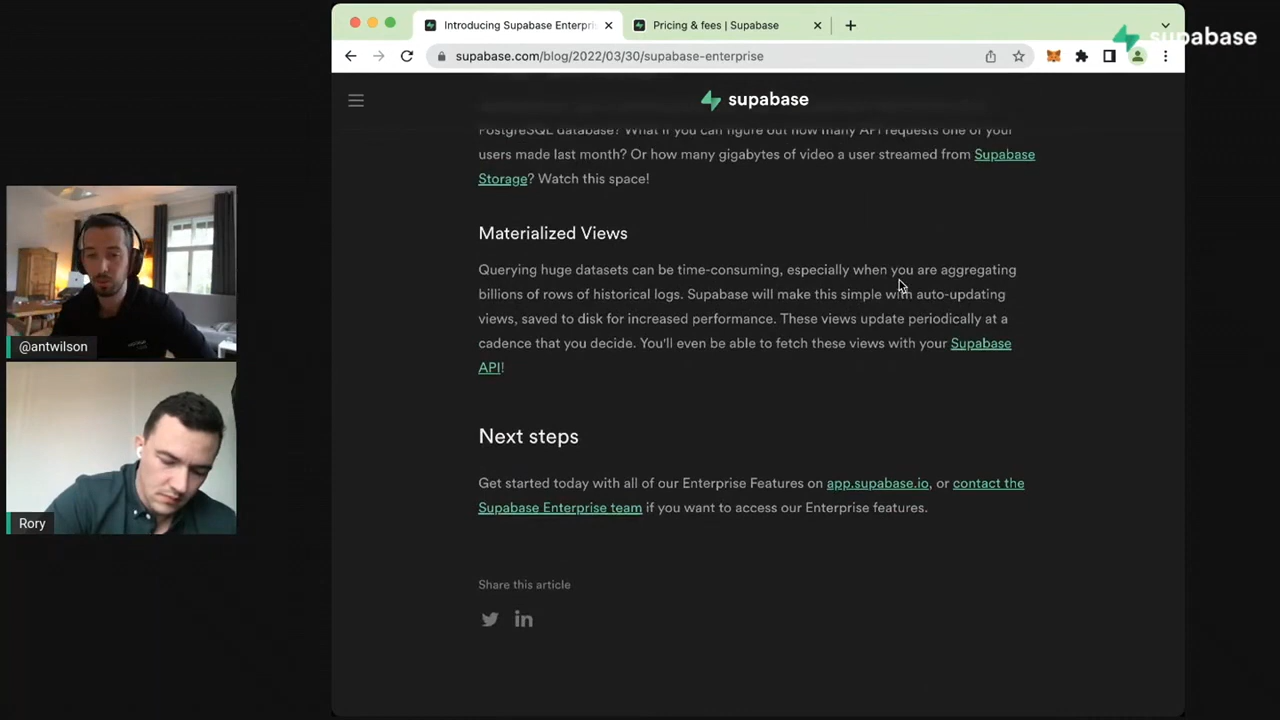 Introducing Supabase Enterpri
Pricing & fees | Supabase
supabase
supabase.com/blog/2022/03/30/supabase-enterprise
supabase
PostgreSQL database? What if you can figure out how many API requests one of your
users made last month? Or how many gigabytes of video a user streamed from Supabase
Storage? Watch this space!
Materialized Views
Querying huge datasets can be time-consuming, especially when you are aggregating
billions of rows of historical logs. Supabase will make this simple with auto-updating
views, saved to disk for increased performance. These views update periodically at a
cadence that you decide. You'll even be able to fetch these views with your Supabase
API!
Next steps
Get started today with all of our Enterprise Features on app.supabase.io, or contact the
Supabase Enterprise team if you want to access our Enterprise features.
Share this article
@antwilson
Rory